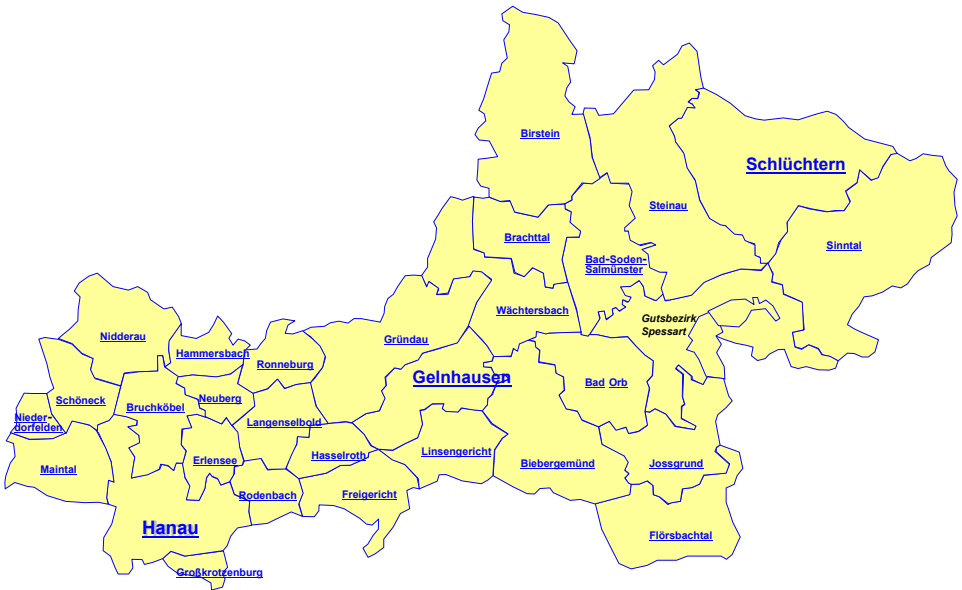 Birstein
Schlüchtern
Steinau
Brachttal
Sinntal
Bad-Soden-
Salmünster
Wächtersbach
Gutsbezirk
Spessart
Nidderau
Gründau
Hammersbach
Ronneburg
Gelnhausen
Bad Orb
Schöneck
Neuberg
Bruchköbel
Nieder-
dorfelden
Langenselbold
Linsengericht
Hasselroth
Erlensee
Biebergemünd
Jossgrund
Maintal
Rodenbach
Freigericht
Hanau
Flörsbachtal
Großkrotzenburg